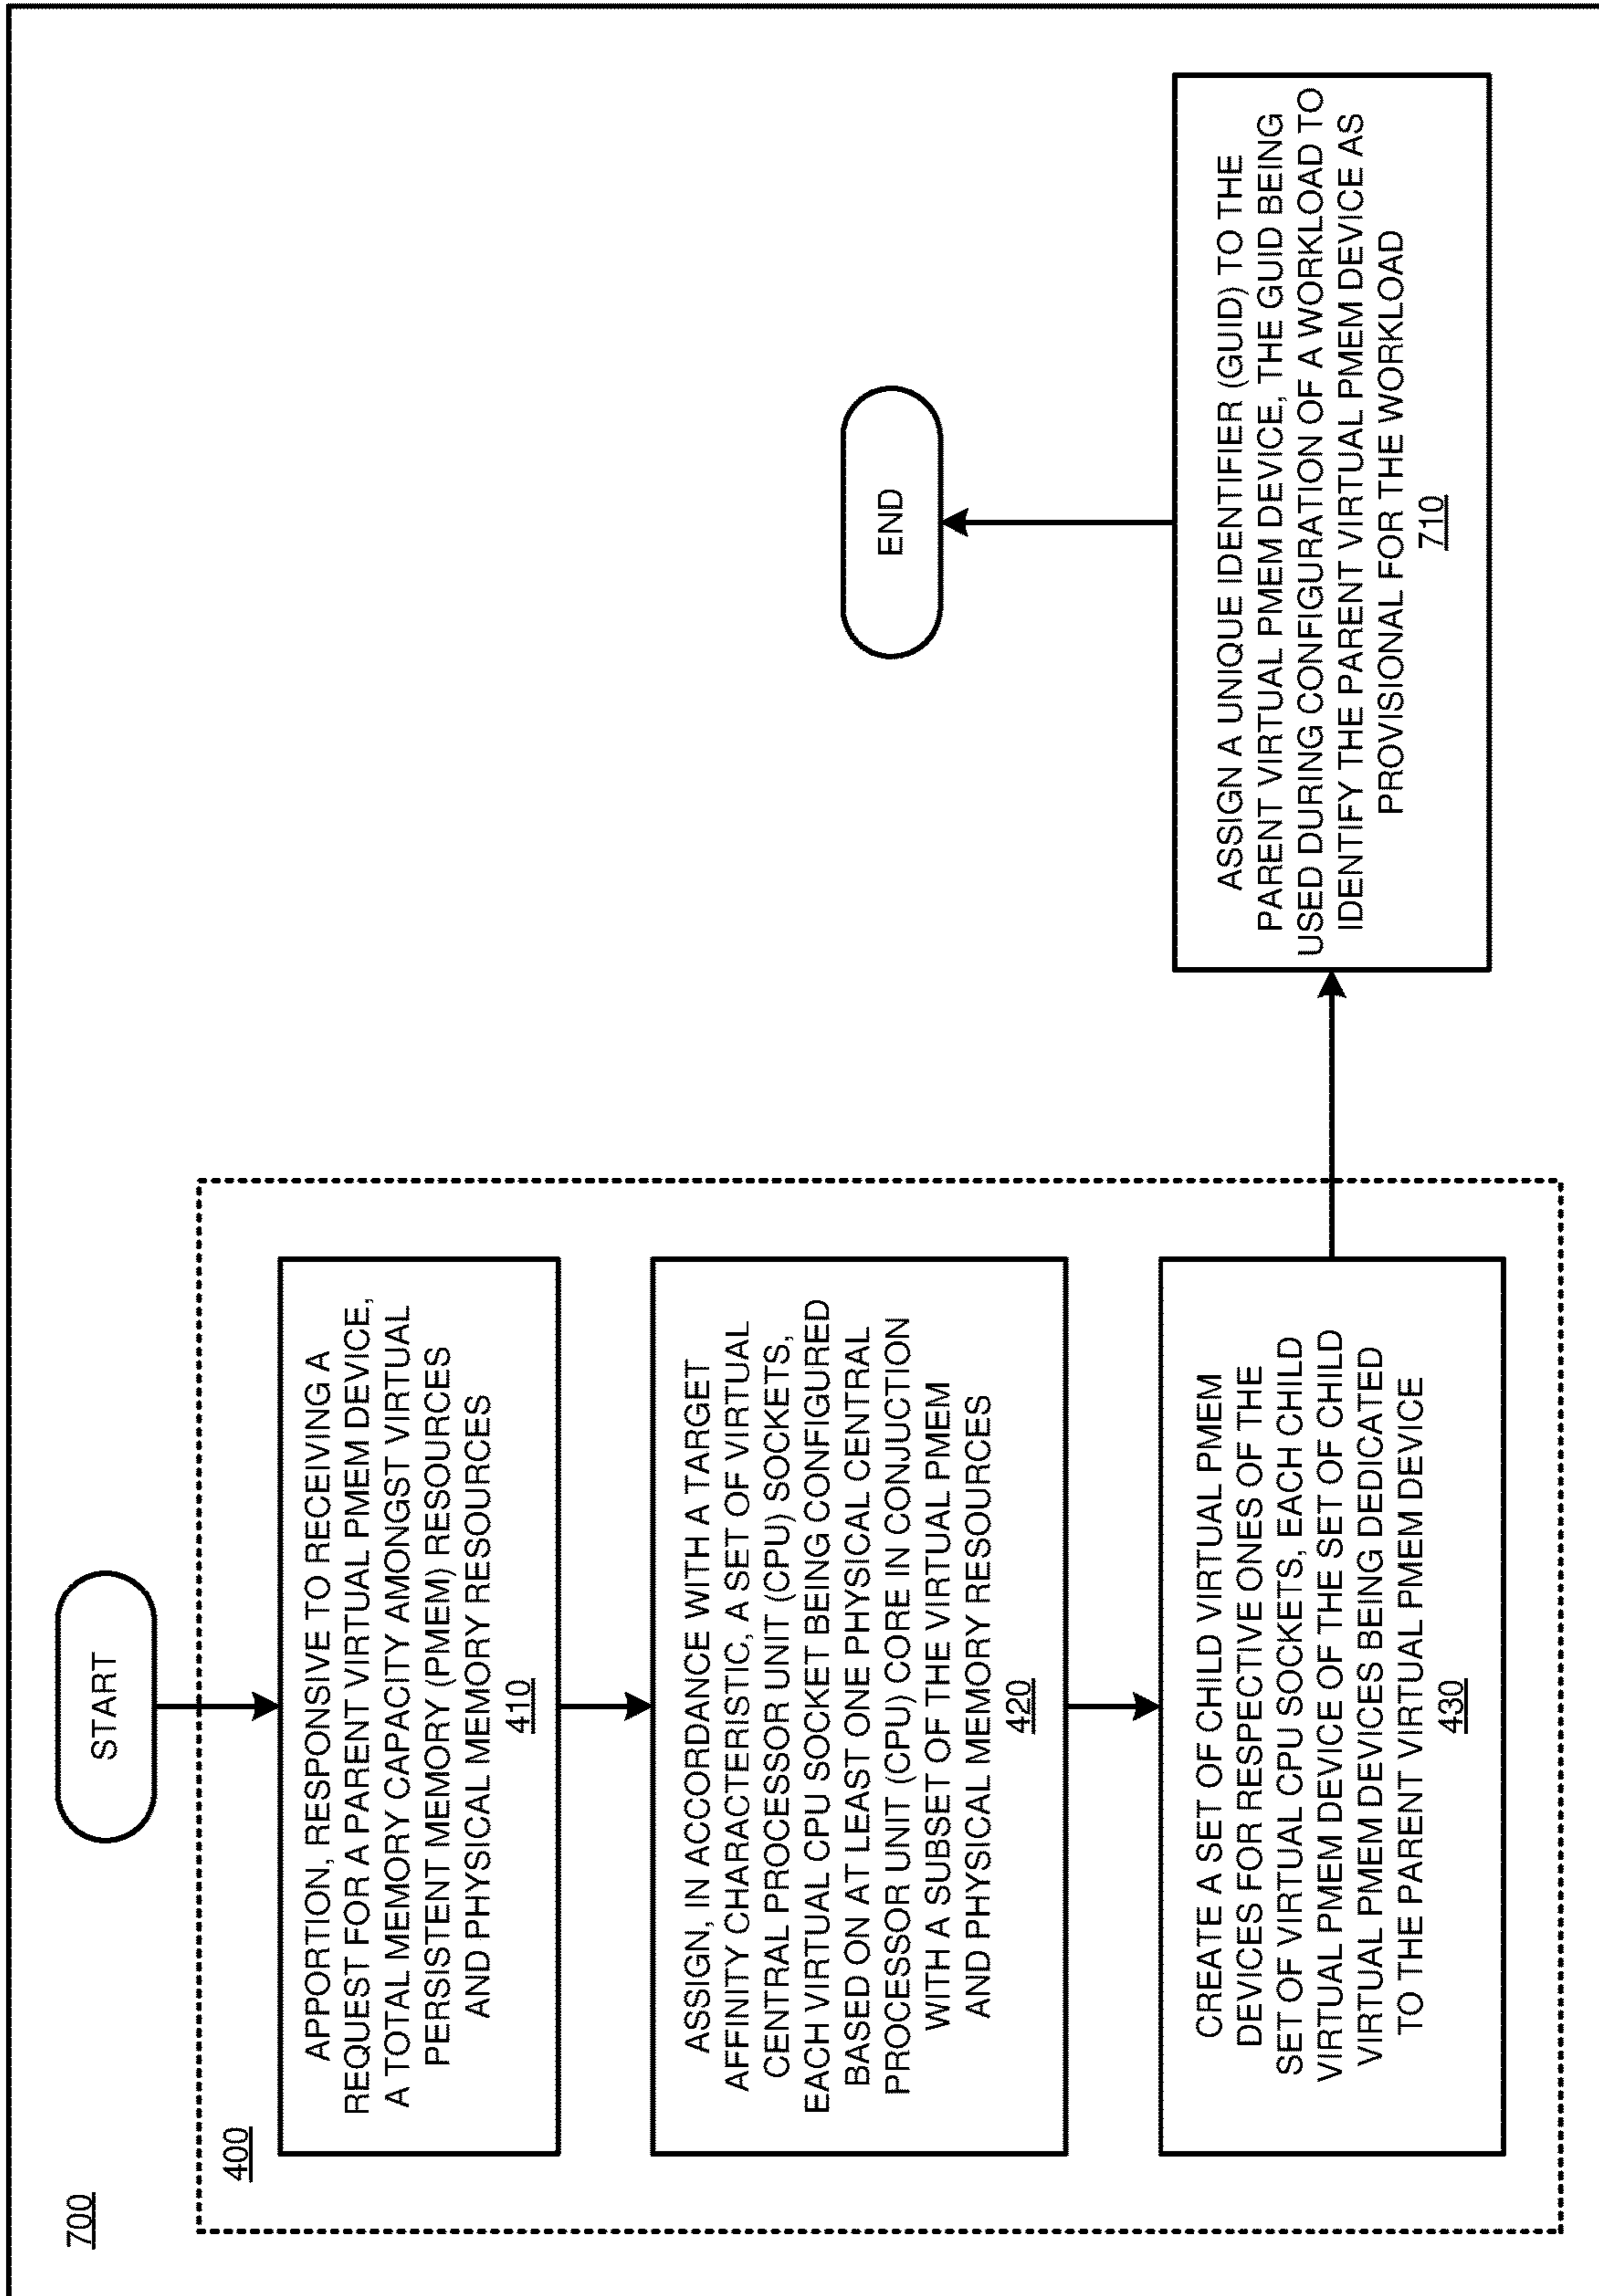 700
START
400
APPORTION, RESPONSIVE TO RECEIVING A
REQUEST FOR A PARENT VIRTUAL PMEM DEVICE,
A TOTAL MEMORY CAPACITY AMONGST VIRTUAL
PERSISTENT MEMORY (PMEM) RESOURCES
AND PHYSICAL MEMORY RESOURCES
410
ASSIGN, IN ACCORDANCE WITH A TARGET
AFFINITY CHARACTERISTIC, A SET OF VIRTUAL
CENTRAL PROCESSOR UNIT (CPU) SOCKETS,
EACH VIRTUAL CPU SOCKET BEING CONFIGURED
BASED ON AT LEAST ONE PHYSICAL CENTRAL
PROCESSOR UNIT (CPU) CORE IN CONJUCTION
WITH A SUBSET OF THE VIRTUAL PMEM
AND PHYSICAL MEMORY RESOURCES
420
CREATE A SET OF CHILD VIRTUAL PMEM
DEVICES FOR RESPECTIVE ONES OF THE
SET OF VIRTUAL CPU SOCKETS, EACH CHILD
VIRTUAL PMEM DEVICE OF THE SET OF CHILD
VIRTUAL PMEM DEVICES BEING DEDICATED
TO THE PARENT VIRTUAL PMEM DEVICE
430
ASSIGN A UNIQUE IDENTIFIER (GUID) TO THE
PARENT VIRTUAL PMEM DEVICE, THE GUID BEING
USED DURING CONFIGURATION OF A WORKLOAD TO
IDENTIFY THE PARENT VIRTUAL PMEM DEVICE AS
PROVISIONAL FOR THE WORKLOAD
710
END